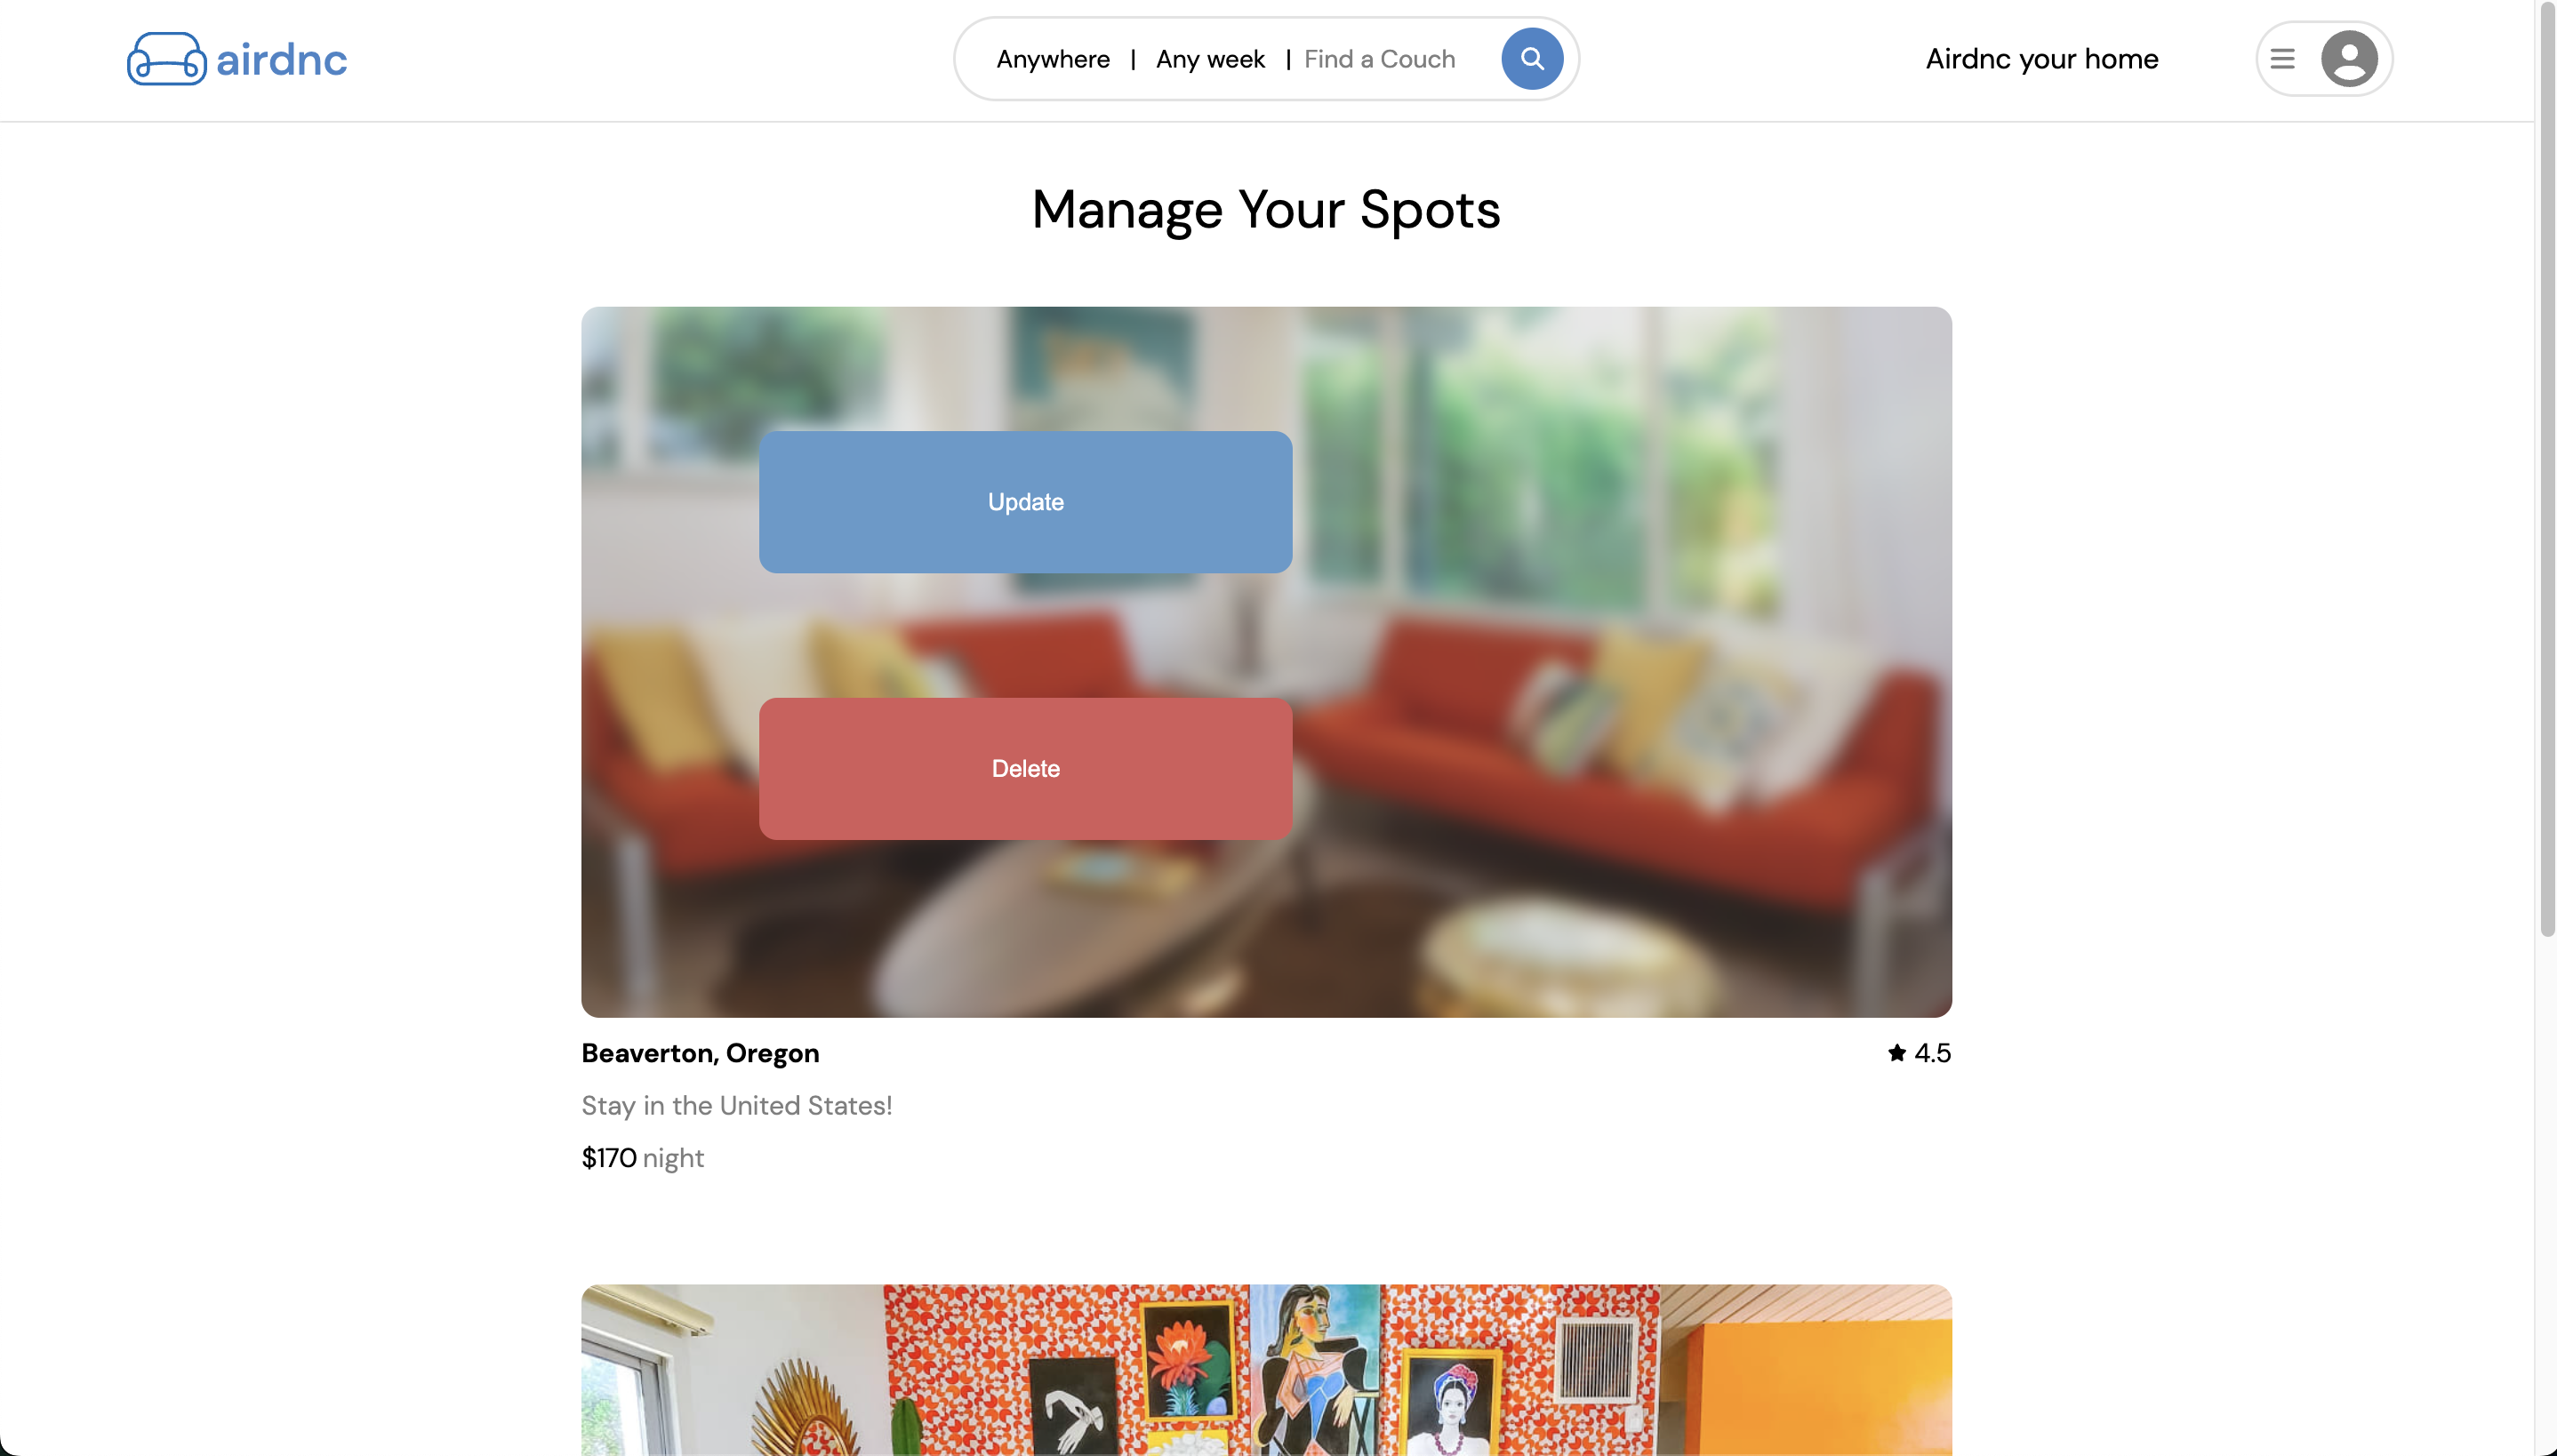 airdnc
Anywhere | Any week | Find a Couch
Airdnc your home
Manage Your Spots
Update
Delete
Beaverton, Oregon
4.5
Stay in the United States!
$170 night